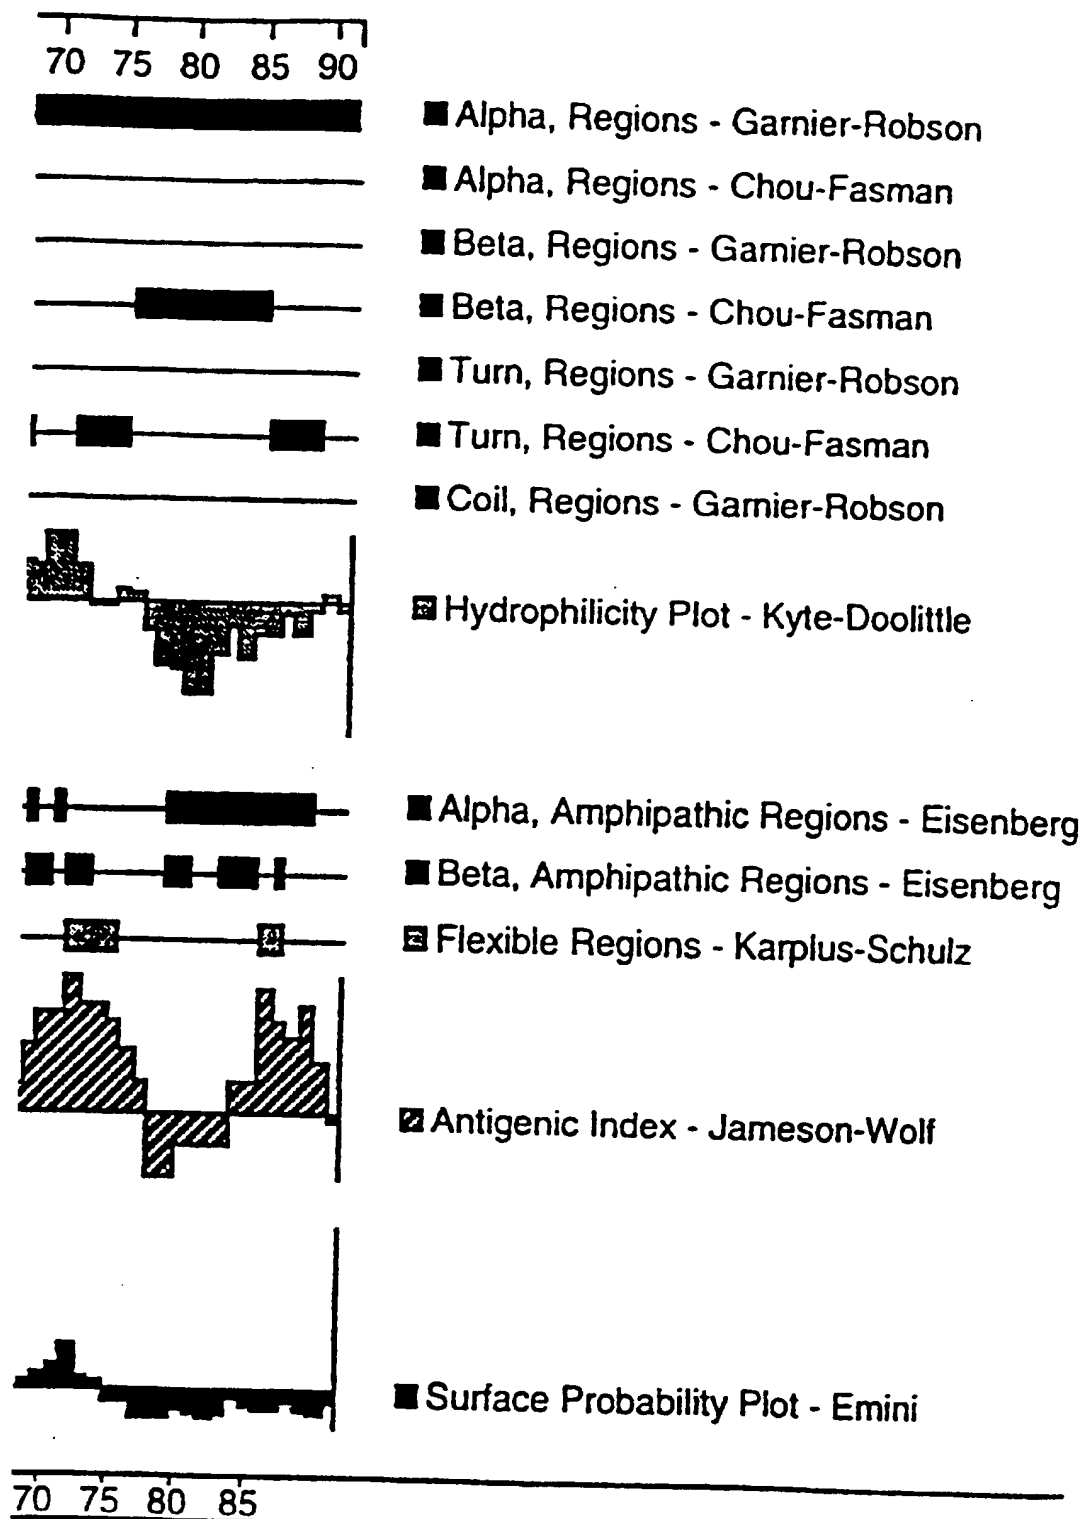 70 75 80 85 90
Alpha, Regions - Garnier-Robson
Alpha, Regions - Chou-Fasman
Beta, Regions - Garnier-Robson
Beta, Regions - Chou-Fasman
Turn, Regions - Garnier-Robson
Turn, Regions - Chou-Fasman
Coil, Regions - Garnier-Robson
Hydrophilicity Plot - Kyte-Doolittle
Alpha, Amphipathic Regions - Eisenberg
Beta, Amphipathic Regions - Eisenberg
Flexible Regions - Karplus-Schulz
Antigenic Index - Jameson-Wolf
Surface Probability Plot - Emini
70 75 80 85